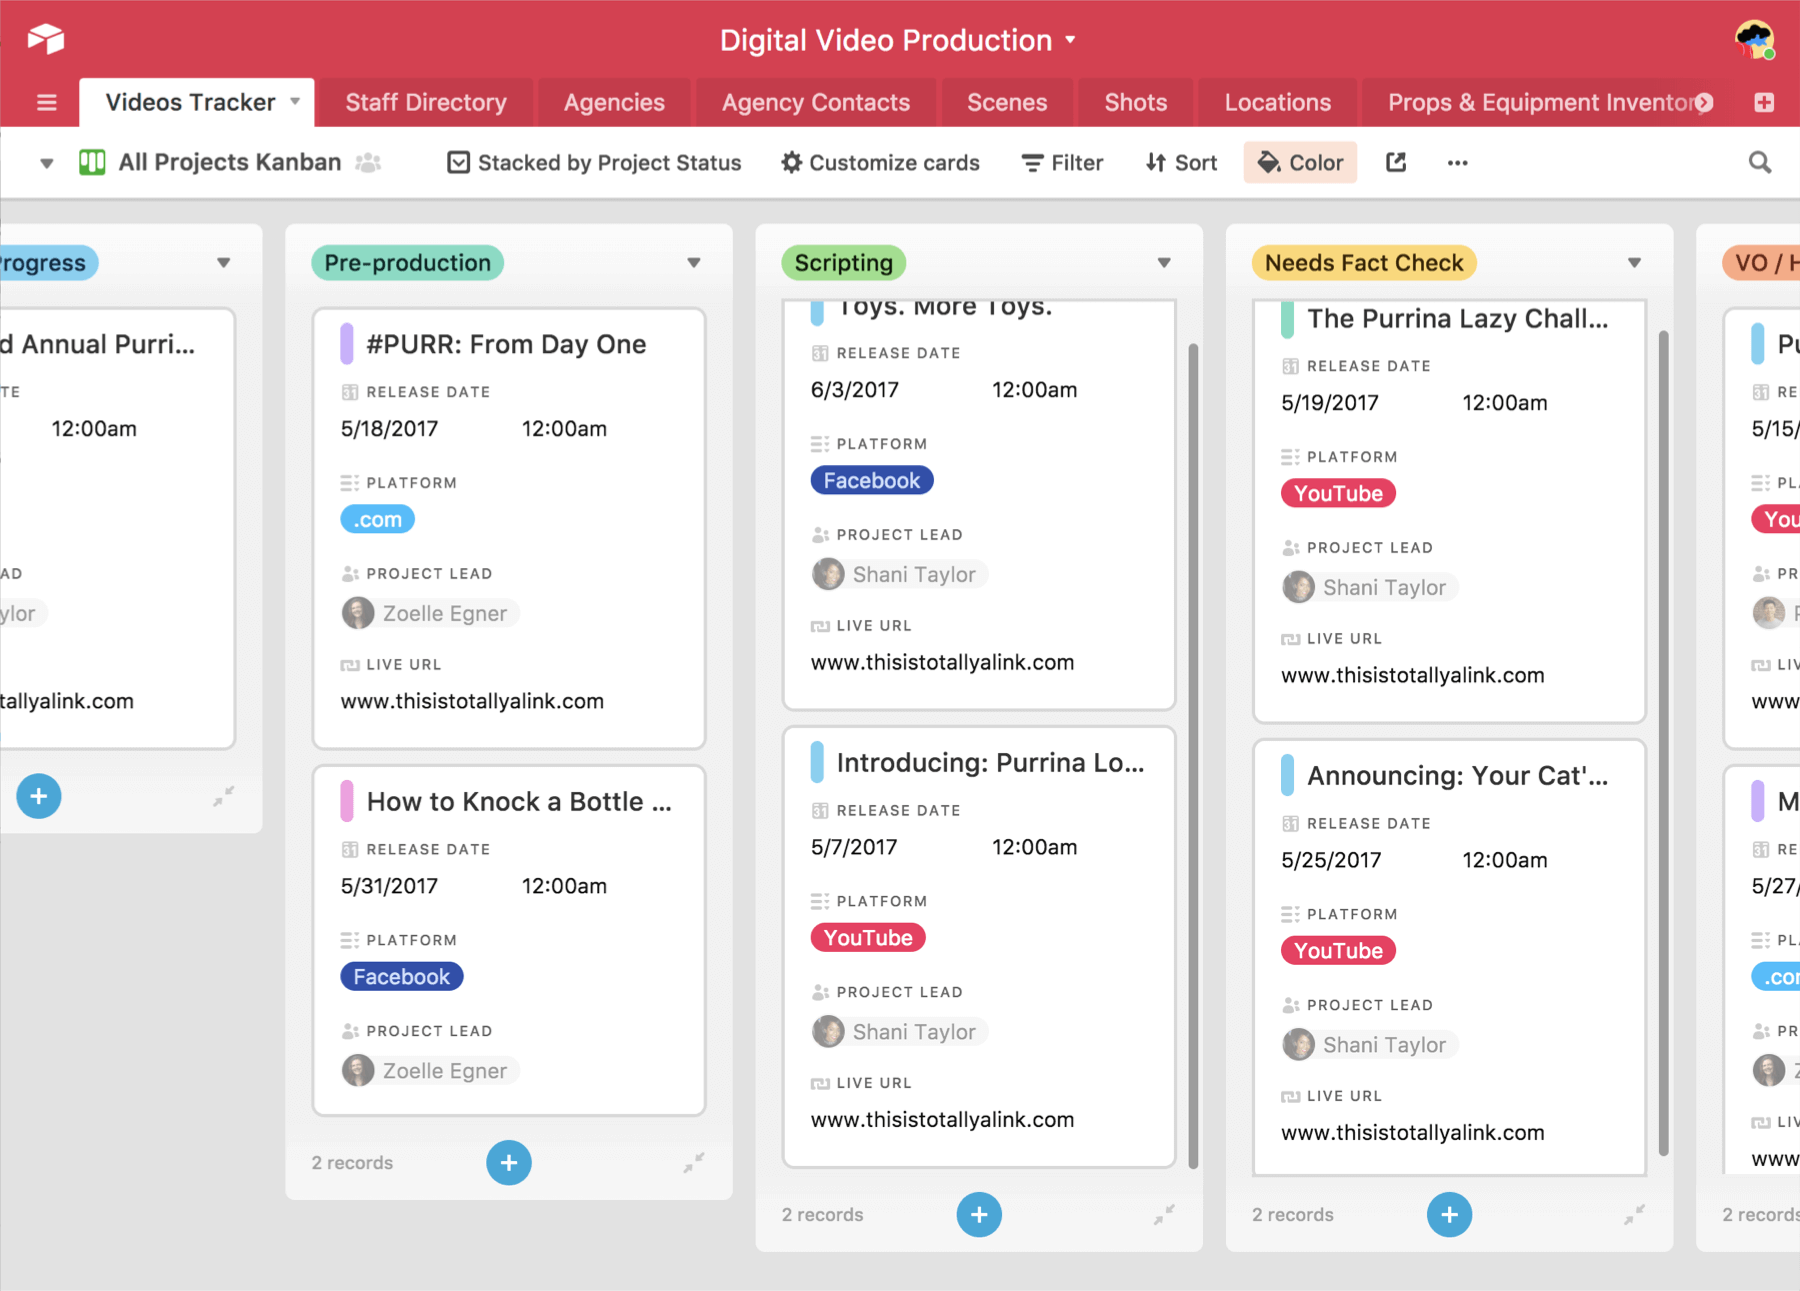 Digital Video Production
Videos Tracker
Staff Directory
Agencies
Agency Contacts
Scenes
Shots
Locations
Props & Equipment Inventor
All Projects Kanban
Stacked by Project Status
Customize cards
Filter
Sort
Color
rogress
d Annual Purri...
TE
12:00am
AD
ylor
tallyalink.com
Pre-production
#PURR: From Day One
31 RELEASE DATE
5/18/2017 12:00am
PLATFORM
.com
PROJECT LEAD
Zoelle Egner
LIVE URL
www.thisistotallyalink.com
How to Knock a Bottle ...
31 RELEASE DATE
5/31/2017 12:00am
PLATFORM
Facebook
PROJECT LEAD
Zoelle Egner
2 records
Scripting
Toys. More Toys.
31 RELEASE DATE
6/3/2017 12:00am
PLATFORM
Facebook
PROJECT LEAD
Shani Taylor
LIVE URL
www.thisistotallyalink.com
Introducing: Purrina Lo...
31 RELEASE DATE
5/7/2017 12:00am
PLATFORM
YouTube
PROJECT LEAD
Shani Taylor
LIVE URL
www.thisistotallyalink.com
2 records
Needs Fact Check
The Purrina Lazy Chall...
31 RELEASE DATE
5/19/2017 12:00am
PLATFORM
YouTube
PROJECT LEAD
Shani Taylor
LIVE URL
www.thisistotallyalink.com
Announcing: Your Cat'...
31 RELEASE DATE
5/25/2017 12:00am
PLATFORM
YouTube
PROJECT LEAD
Shani Taylor
LIVE URL
www.thisistotallyalink.com
2 records
VO / H
Pu
31 RE
5/15/
PL
You
PR
LIV
www
M
31 RE
5/27/
PL
.com
PR
Z
LIV
www
2 records